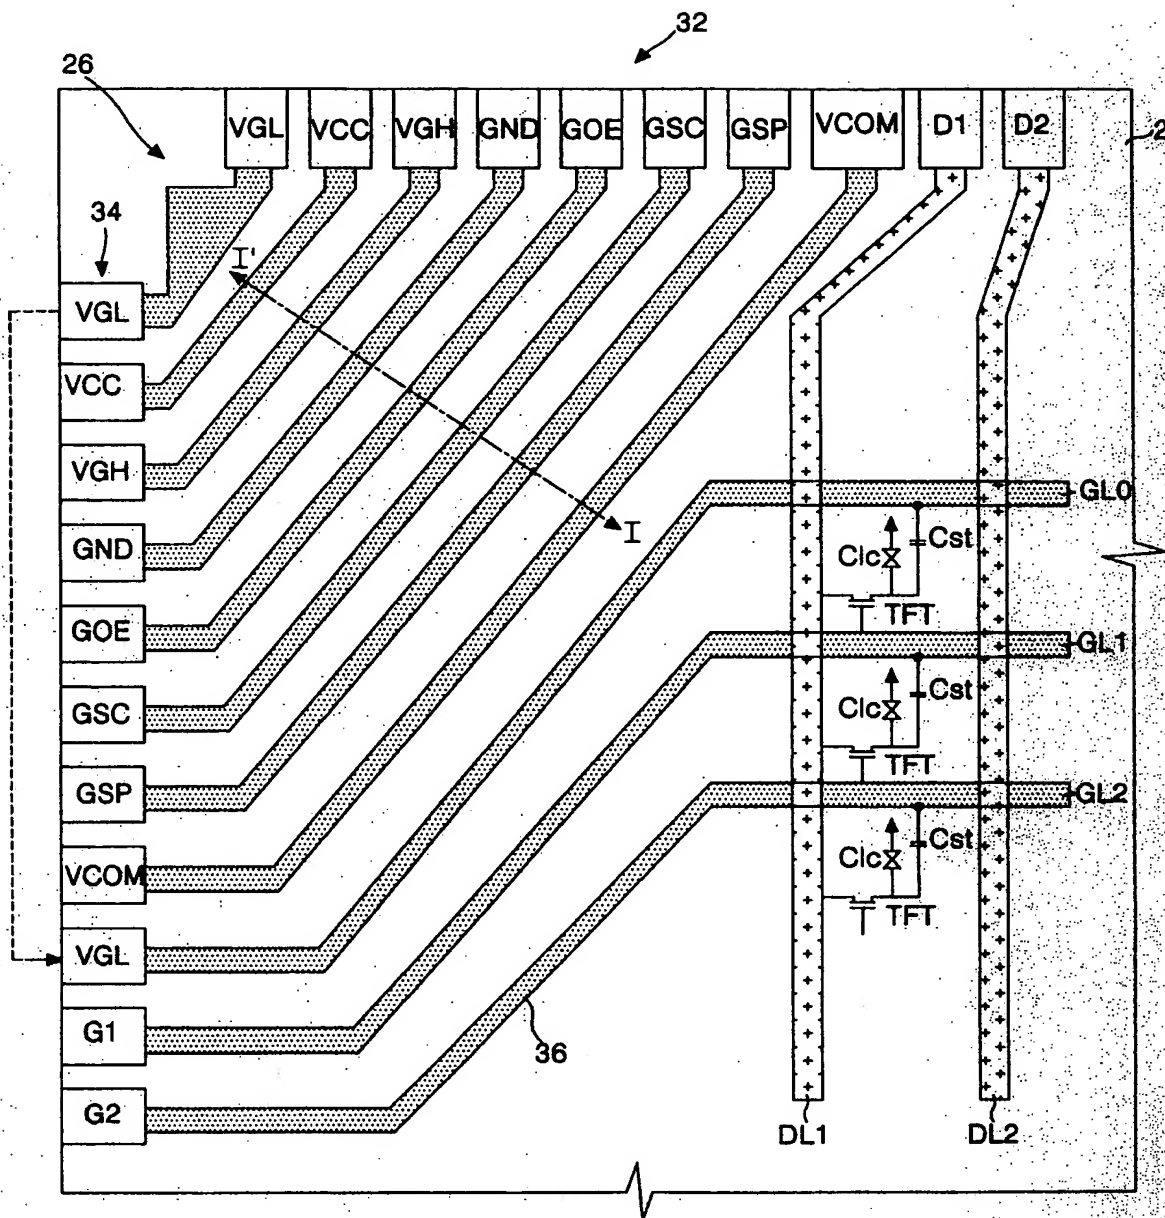 32
26
VGL VCC VGH GND GOE GSC GSP VCOM D1 D2
2
34
I'
VGL
VCC
VGH
GL0
GND
I
Clc Cst
TFT
GOE
GL1
GSC
Clc Cst
TFT
GSP
GL2
VCOM
Clc Cst
TFT
VGL
G1
36
G2
DL1 DL2